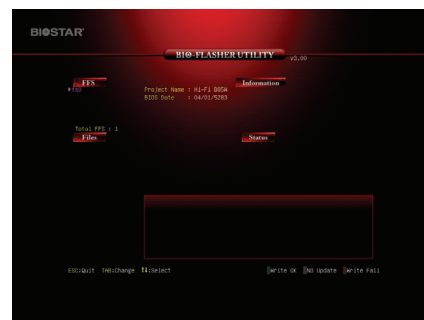 BIOSTAR
BIO-FLASHER UTILITY V3.00
FFS Information
Project Name : Hi-Fi B85W
BIOS Date : 04/01/5283
Total FFS : 1
Files Status
ESC:Quit TAB:Change ↑↓:Select Write OK NO Update Write Fail